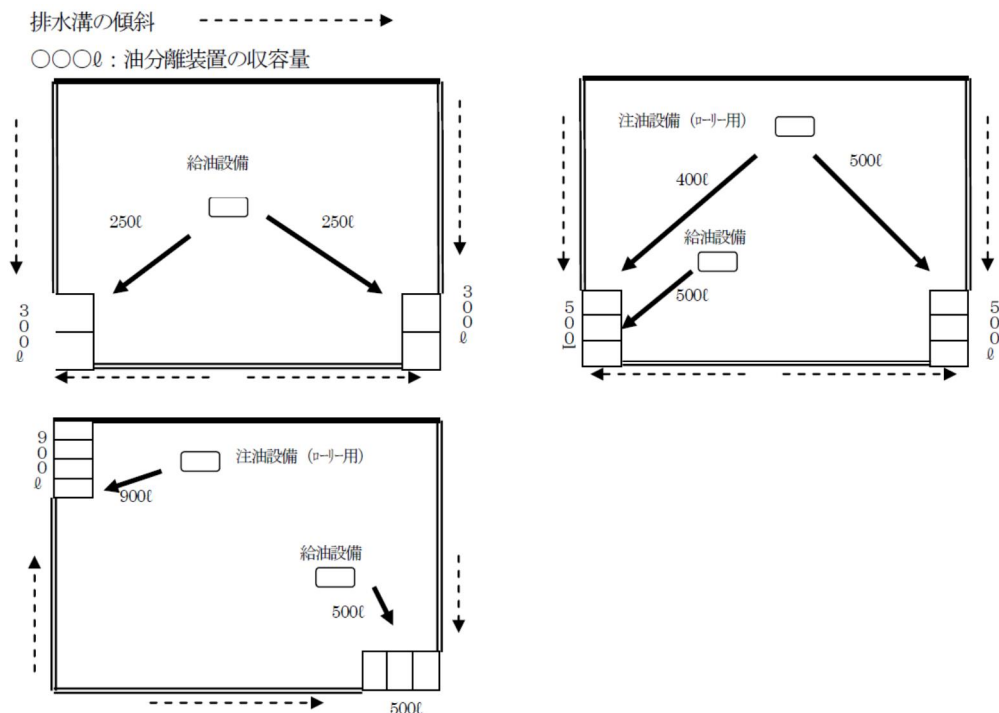 排水溝の傾斜
○○○ℓ：油分離装置の収容量
給油設備
250ℓ
250ℓ
300ℓ
300ℓ
注油設備（ローリー用）
400ℓ
500ℓ
給油設備
500ℓ
500l
500ℓ
900ℓ
注油設備（ローリー用）
900ℓ
給油設備
500ℓ
500ℓ